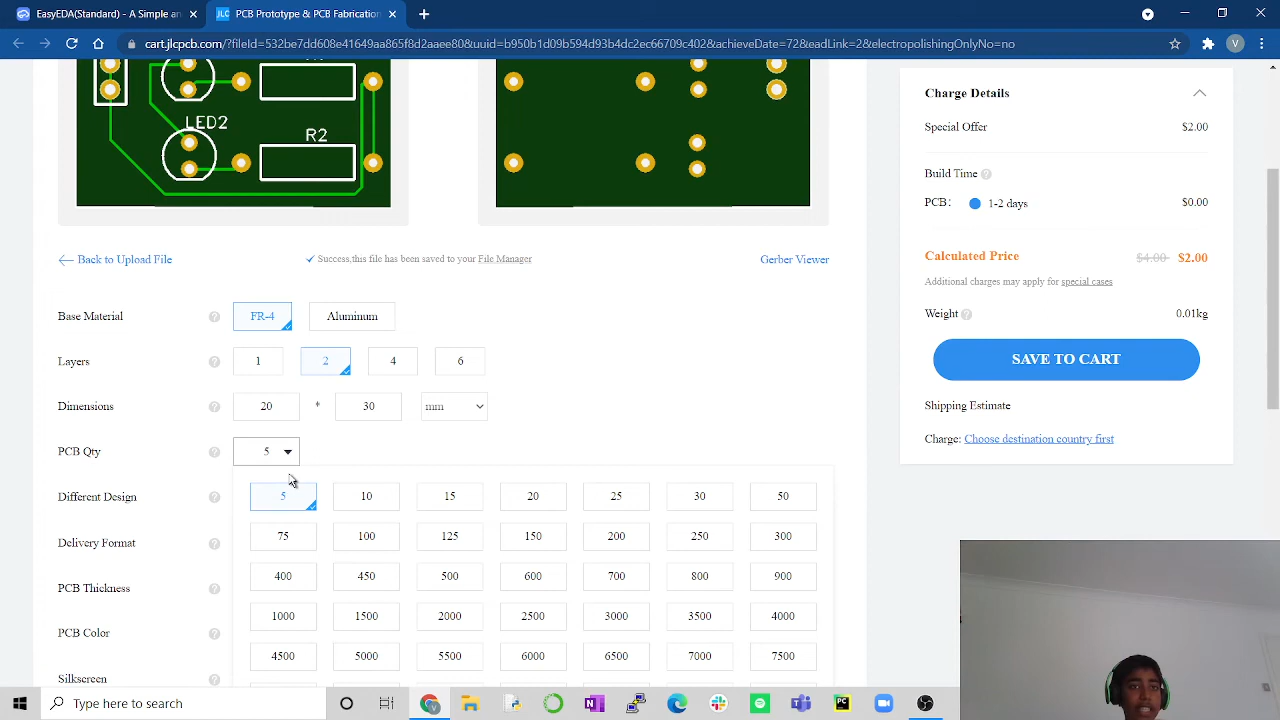 EasyEDA(Standard) - A Simple an
PCB Prototype & PCB Fabrication
cart.jlcpcb.com/?fileId=532be7dd608e41649aa865f8d2aae80&uuid=b950b1d09b594d93b4dc2ec66709c402&achieveDate=72&leadLink=2&electropolishingOnlyNo=no
V
LED2
R2
Charge Details
Special Offer $2.00
Build Time ?
PCB: 1-2 days $0.00
Calculated Price $4.00 $2.00
Additional charges may apply for special cases
Weight ? 0.01kg
SAVE TO CART
Shipping Estimate
Charge: Choose destination country first
Back to Upload File
Success,this file has been saved to your File Manager
Gerber Viewer
Base Material ? FR-4 Aluminum
Layers ? 1 2 4 6
Dimensions ? 20 * 30 mm
PCB Qty ? 5
Different Design ?
Delivery Format ?
PCB Thickness ?
PCB Color ?
Silkscreen
5 10 15 20 25 30 50
75 100 125 150 200 250 300
400 450 500 600 700 800 900
1000 1500 2000 2500 3000 3500 4000
4500 5000 5500 6000 6500 7000 7500
Type here to search